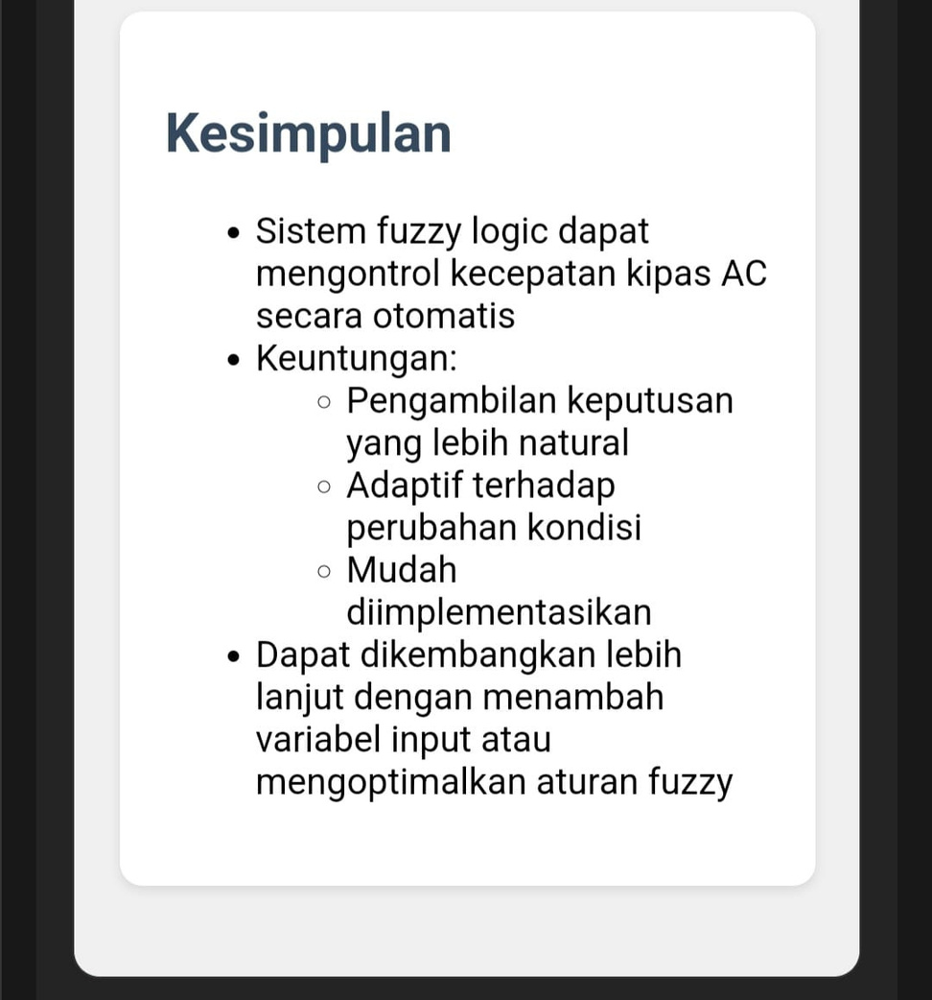 Kesimpulan
Sistem fuzzy logic dapat
mengontrol kecepatan kipas AC
secara otomatis
Keuntungan:
Pengambilan keputusan
yang lebih natural
Adaptif terhadap
perubahan kondisi
Mudah
diimplementasikan
Dapat dikembangkan lebih
lanjut dengan menambah
variabel input atau
mengoptimalkan aturan fuzzy